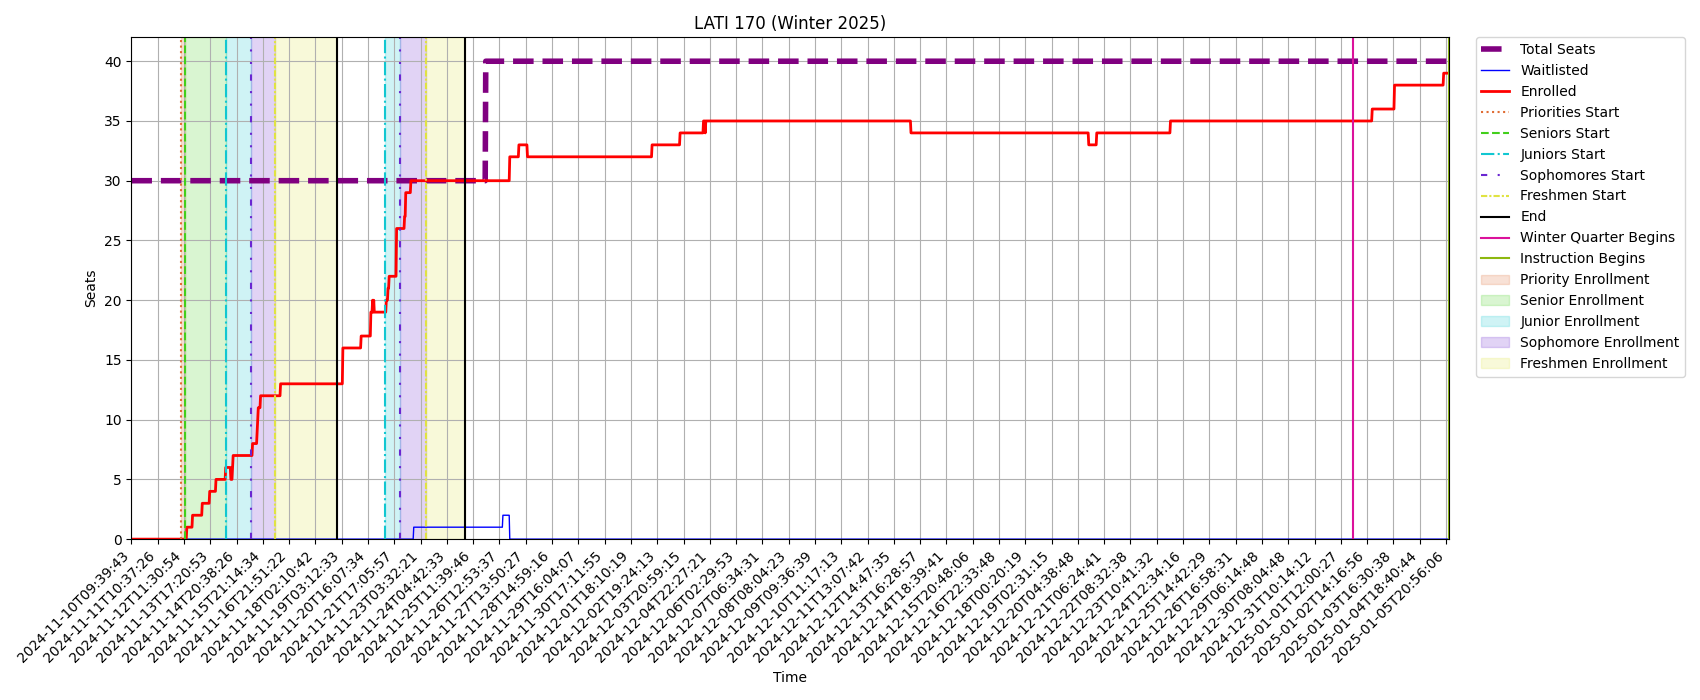 LATI 170 (Winter 2025)
Seats
40
35
30
25
20
15
10
5
0
2024-11-10T09:39:43
2024-11-11T10:37:26
2024-11-12T11:30:54
2024-11-13T17:20:53
2024-11-14T20:38:26
2024-11-15T21:14:34
2024-11-16T21:51:22
2024-11-18T02:10:42
2024-11-19T03:12:33
2024-11-20T16:07:34
2024-11-21T17:05:57
2024-11-23T03:32:21
2024-11-24T04:42:33
2024-11-25T11:39:46
2024-11-26T12:53:37
2024-11-27T13:50:27
2024-11-28T14:59:16
2024-11-29T16:04:07
2024-11-30T17:11:55
2024-12-01T18:10:19
2024-12-02T19:24:13
2024-12-03T20:59:15
2024-12-04T22:27:21
2024-12-06T02:29:53
2024-12-07T06:34:31
2024-12-08T08:04:23
2024-12-09T09:36:39
2024-12-10T11:17:13
2024-12-11T13:07:42
2024-12-12T14:47:35
2024-12-13T16:28:57
2024-12-14T18:39:41
2024-12-15T20:48:06
2024-12-16T22:33:48
2024-12-18T00:20:19
2024-12-19T02:31:15
2024-12-20T04:38:48
2024-12-21T06:24:41
2024-12-22T08:32:38
2024-12-23T10:41:32
2024-12-24T12:34:16
2024-12-25T14:42:29
2024-12-26T16:58:31
2024-12-29T06:14:48
2024-12-30T08:04:48
2024-12-31T10:14:12
2025-01-01T12:00:27
2025-01-02T14:16:56
2025-01-03T16:30:38
2025-01-04T18:40:44
2025-01-05T20:56:06
Time
Total Seats
Waitlisted
Enrolled
Priorities Start
Seniors Start
Juniors Start
Sophomores Start
Freshmen Start
End
Winter Quarter Begins
Instruction Begins
Priority Enrollment
Senior Enrollment
Junior Enrollment
Sophomore Enrollment
Freshmen Enrollment